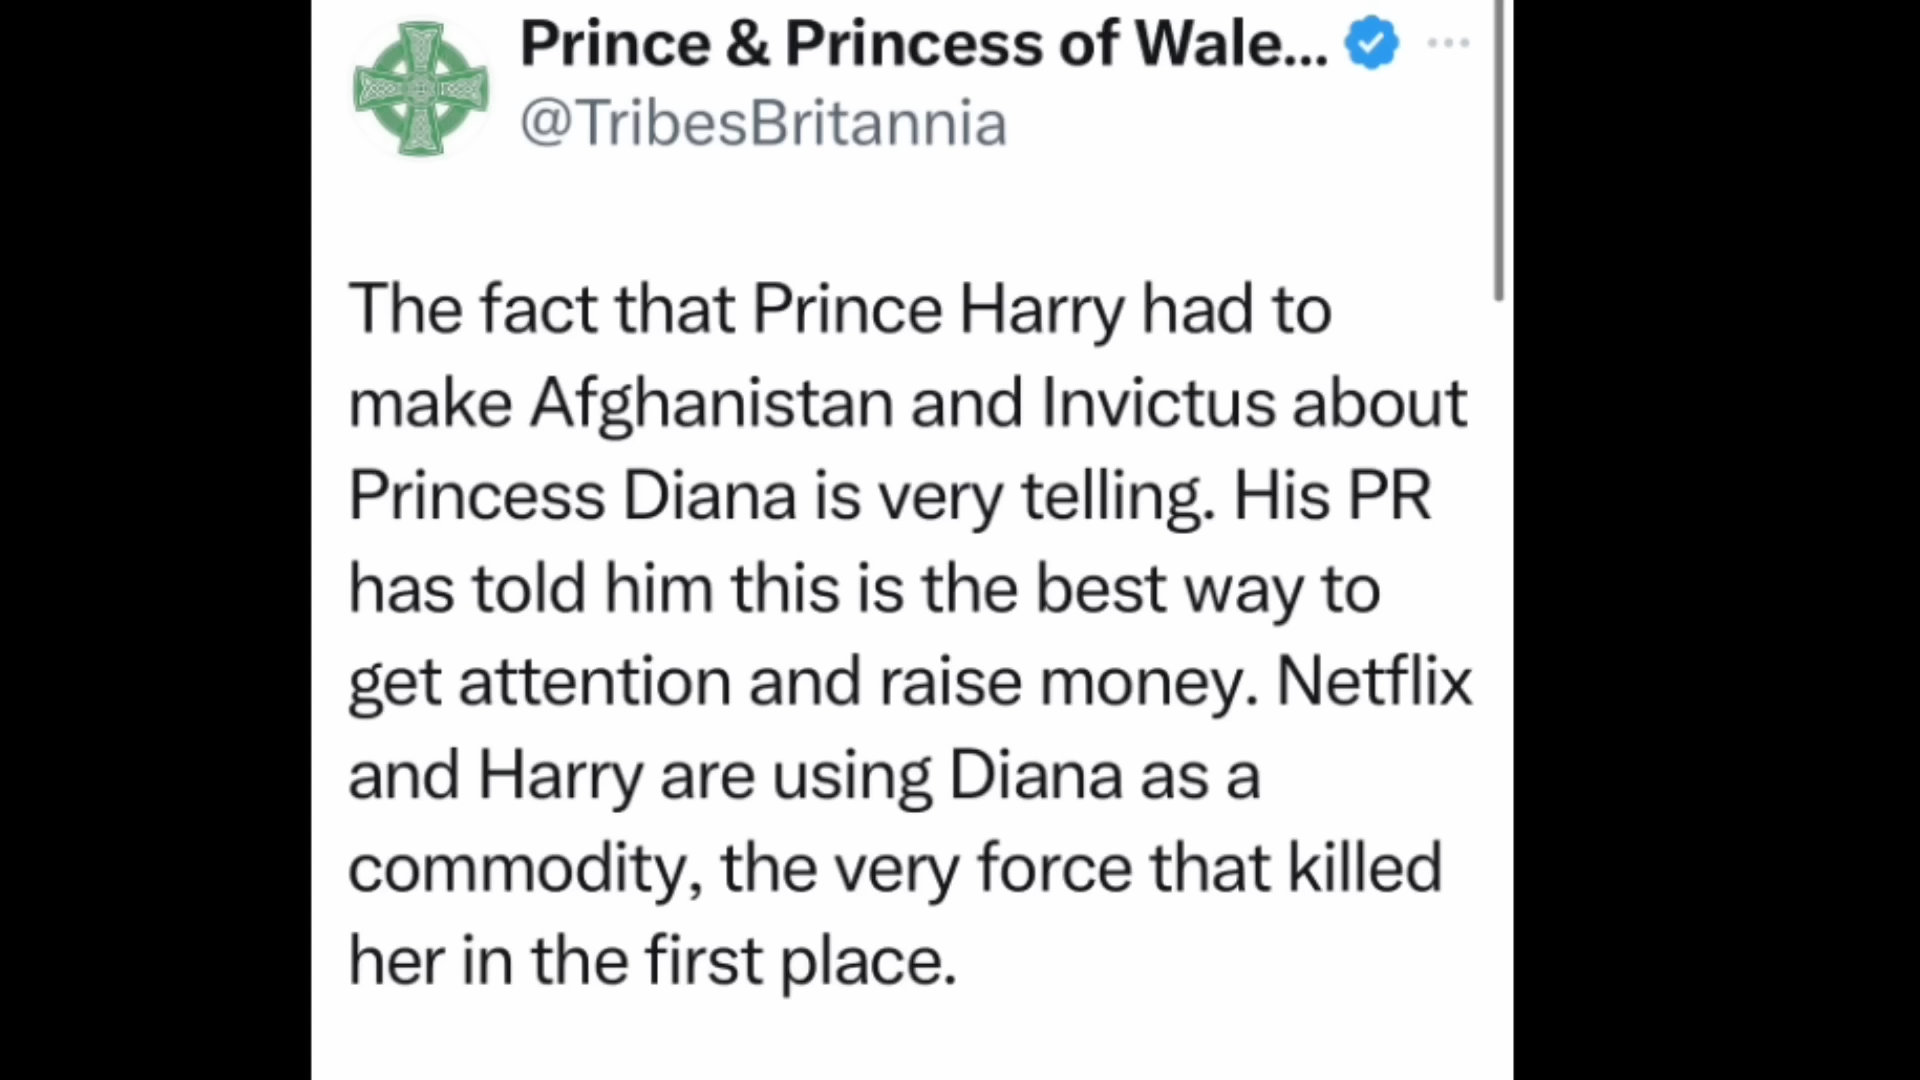 Prince & Princess of Wale...
@TribesBritannia
The fact that Prince Harry had to
make Afghanistan and Invictus about
Princess Diana is very telling. His PR
has told him this is the best way to
get attention and raise money. Netflix
and Harry are using Diana as a
commodity, the very force that killed
her in the first place.